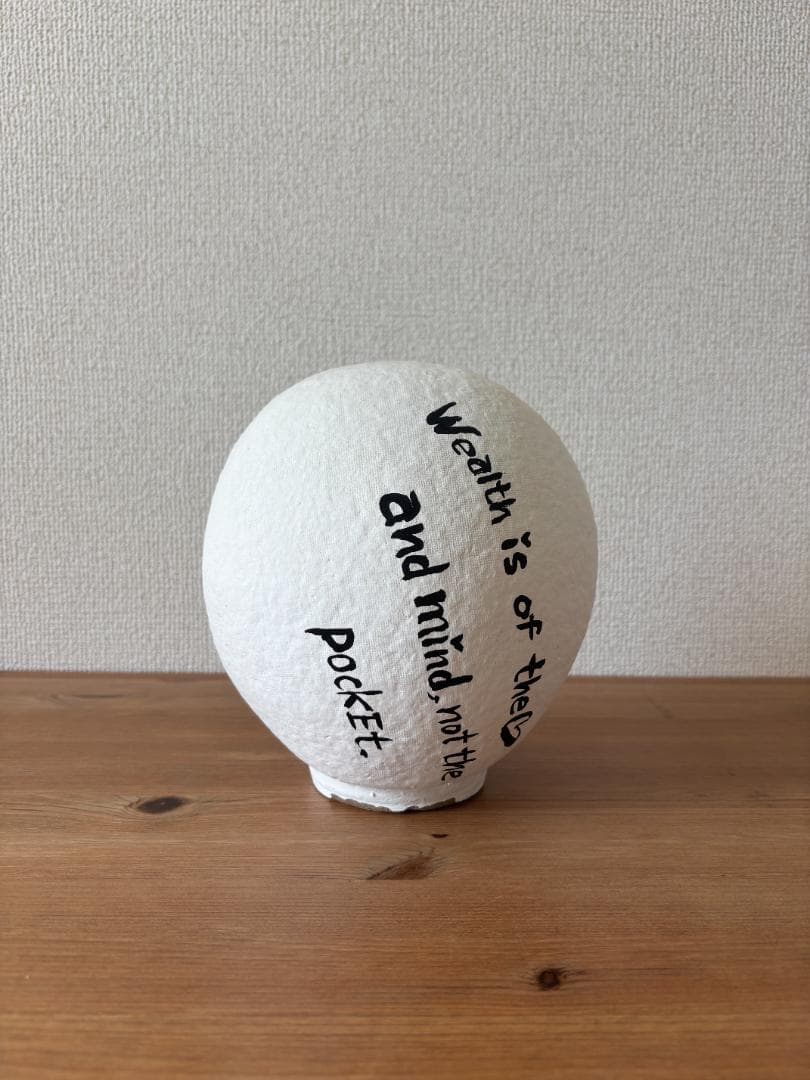 Wealth is of the♡
and mind, not the
pockEt.